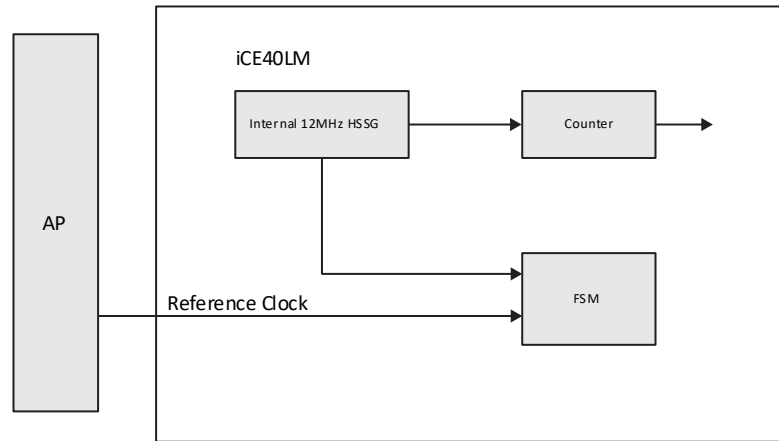 iCE40LM
Internal 12MHz HSSG
Counter
AP
FSM
Reference Clock